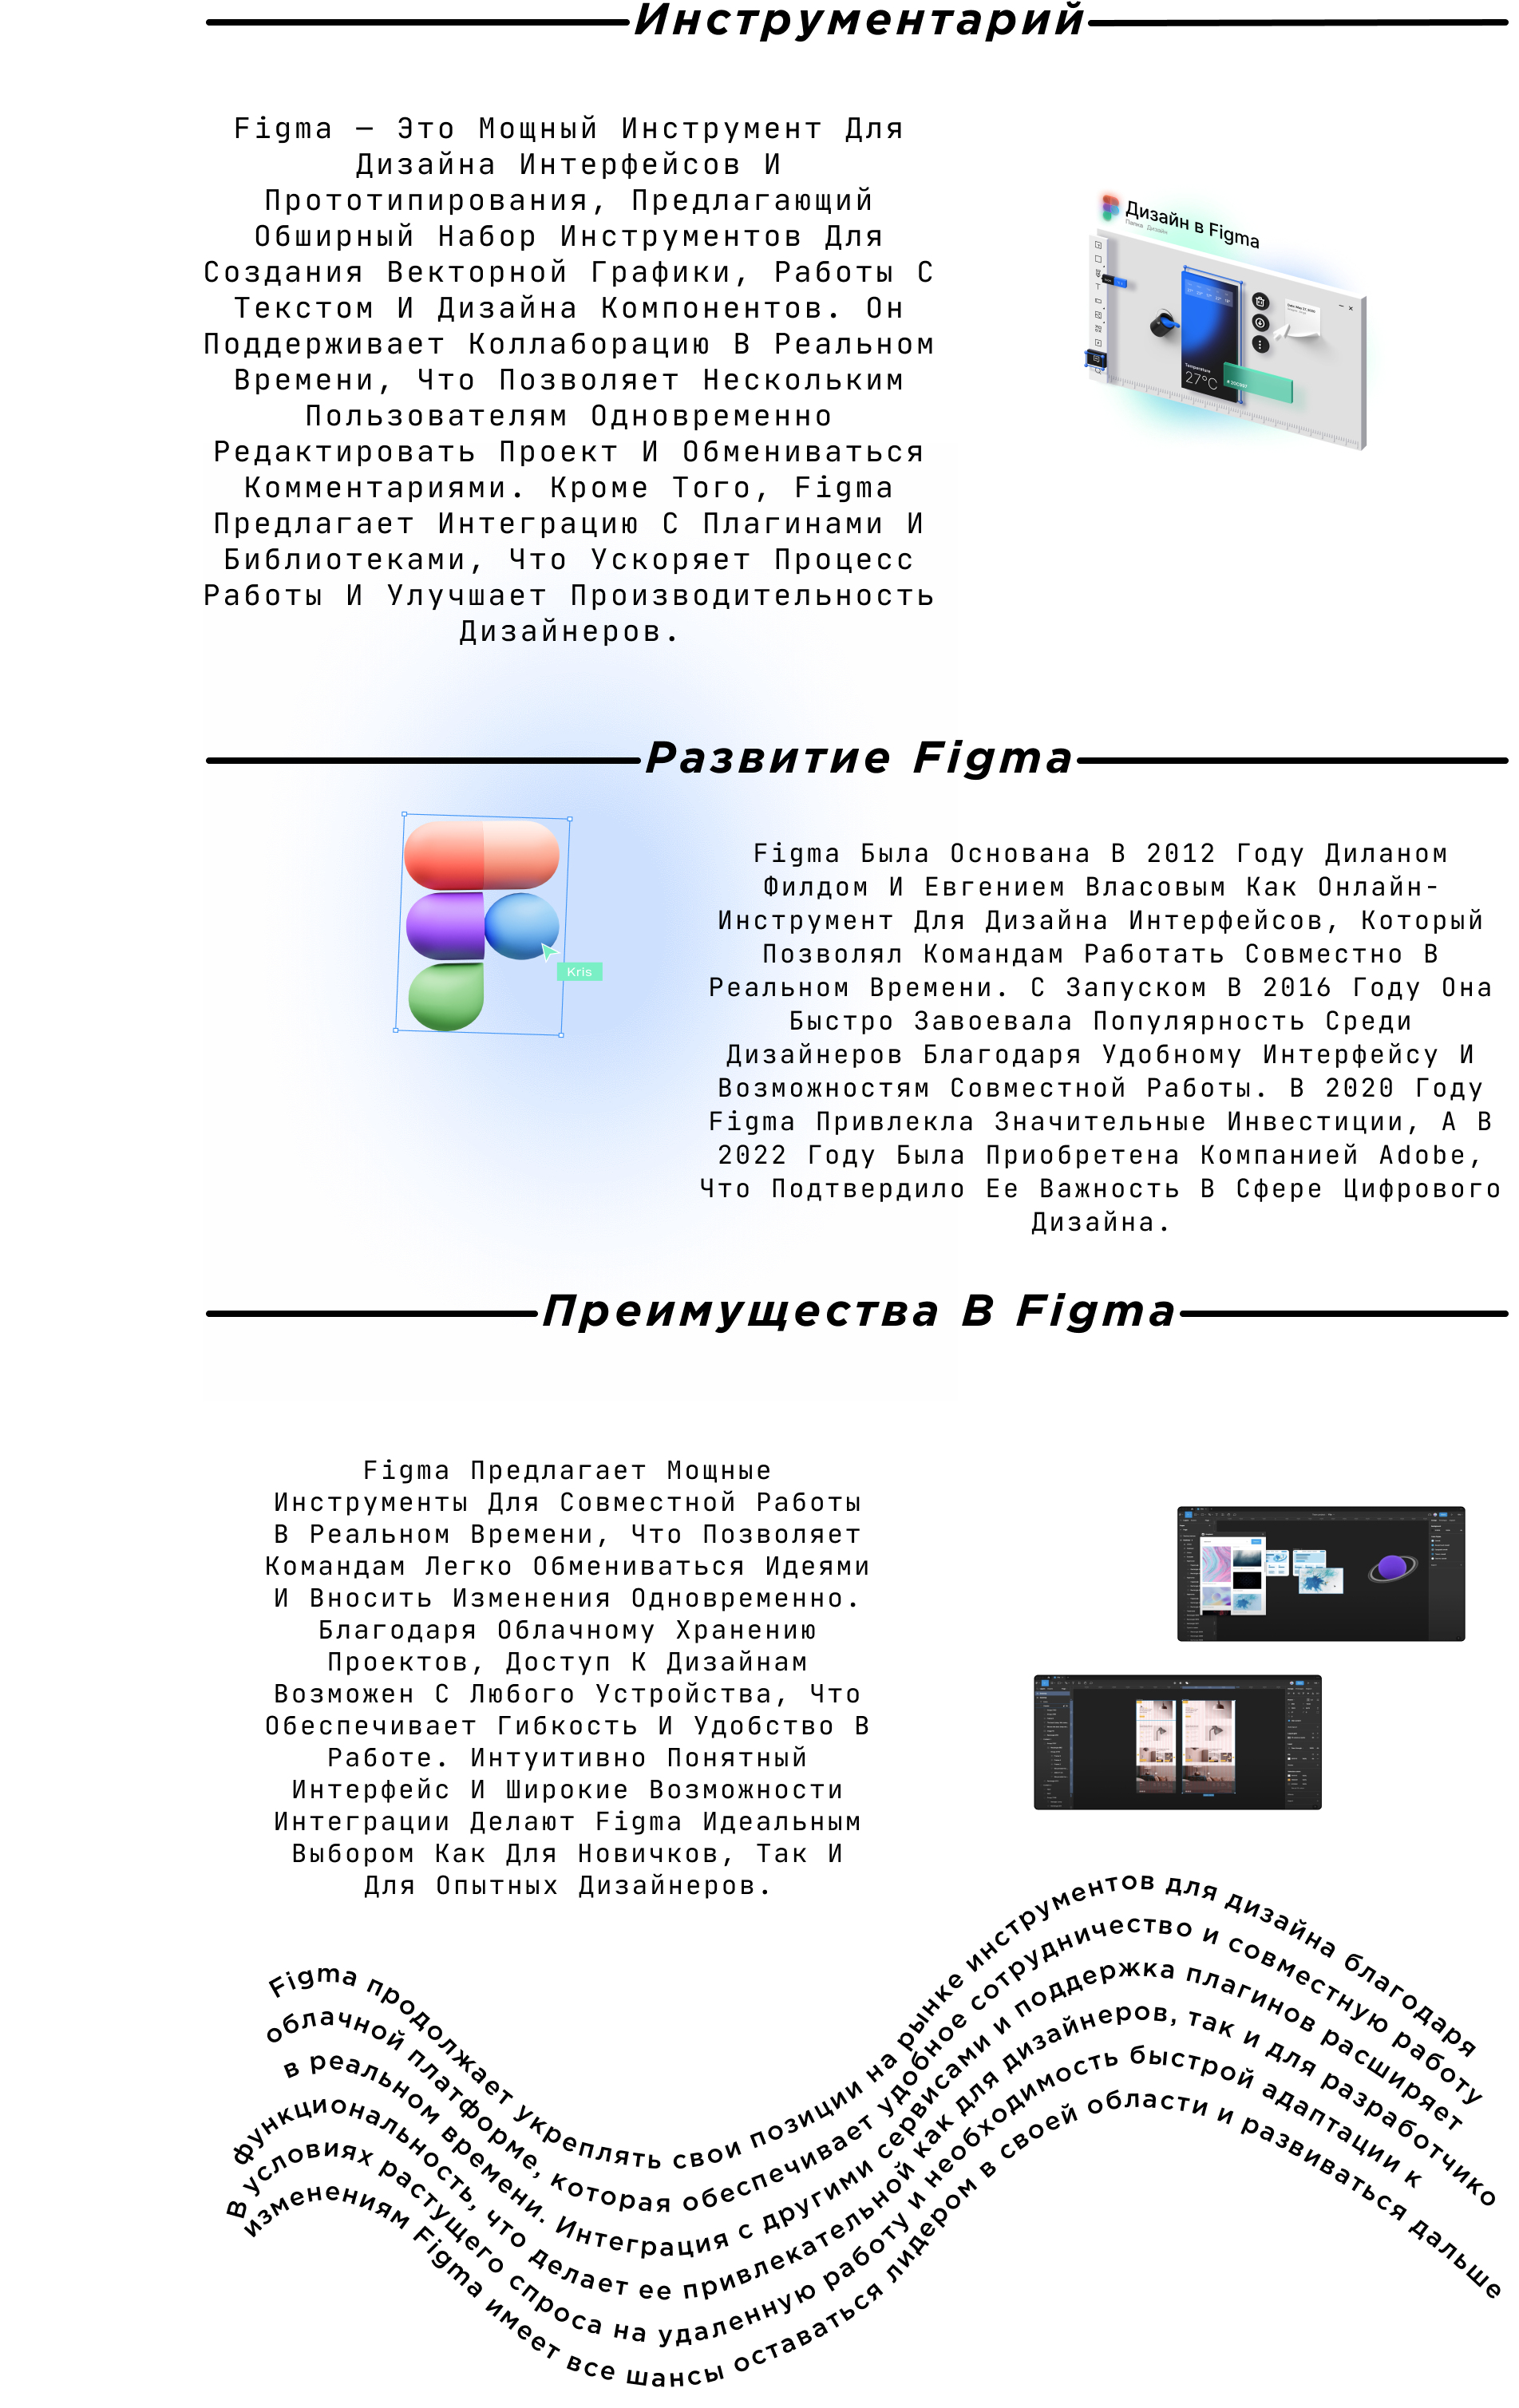 Инструментарий
Figma — Это Мощный Инструмент Для
Дизайна Интерфейсов И
Прототипирования, Предлагающий
Обширный Набор Инструментов Для
Создания Векторной Графики, Работы С
Текстом И Дизайна Компонентов. Он
Поддерживает Коллаборацию В Реальном
Времени, Что Позволяет Нескольким
Пользователям Одновременно
Редактировать Проект И Обмениваться
Комментариями. Кроме Того, Figma
Предлагает Интеграцию С Плагинами И
Библиотеками, Что Ускоряет Процесс
Работы И Улучшает Производительность
Дизайнеров.
Дизайн в Figma
Папка Дизайн
Temperature
27°C
Развитие Figma
Kris
Figma Была Основана В 2012 Году Диланом
Филдом И Евгением Власовым Как Онлайн-
Инструмент Для Дизайна Интерфейсов, Который
Позволял Командам Работать Совместно В
Реальном Времени. С Запуском В 2016 Году Она
Быстро Завоевала Популярность Среди
Дизайнеров Благодаря Удобному Интерфейсу И
Возможностям Совместной Работы. В 2020 Году
Figma Привлекла Значительные Инвестиции, А В
2022 Году Была Приобретена Компанией Adobe,
Что Подтвердило Ее Важность В Сфере Цифрового
Дизайна.
Преимущества В Figma
Figma Предлагает Мощные
Инструменты Для Совместной Работы
В Реальном Времени, Что Позволяет
Командам Легко Обмениваться Идеями
И Вносить Изменения Одновременно.
Благодаря Облачному Хранению
Проектов, Доступ К Дизайнам
Возможен С Любого Устройства, Что
Обеспечивает Гибкость И Удобство В
Работе. Интуитивно Понятный
Интерфейс И Широкие Возможности
Интеграции Делают Figma Идеальным
Выбором Как Для Новичков, Так И
Для Опытных Дизайнеров.
Figma продолжает укреплять свои позиции на рынке инструментов для дизайна благодаря
облачной платформе, которая обеспечивает удобное сотрудничество и совместную работу
в реальном времени. Интеграция с другими сервисами и поддержка плагинов расширяет
функциональность, что делает ее привлекательной как для дизайнеров, так и для разработчико
В условиях растущего спроса на удаленную работу и необходимость быстрой адаптации к
изменениям Figma имеет все шансы оставаться лидером в своей области и развиваться дальше